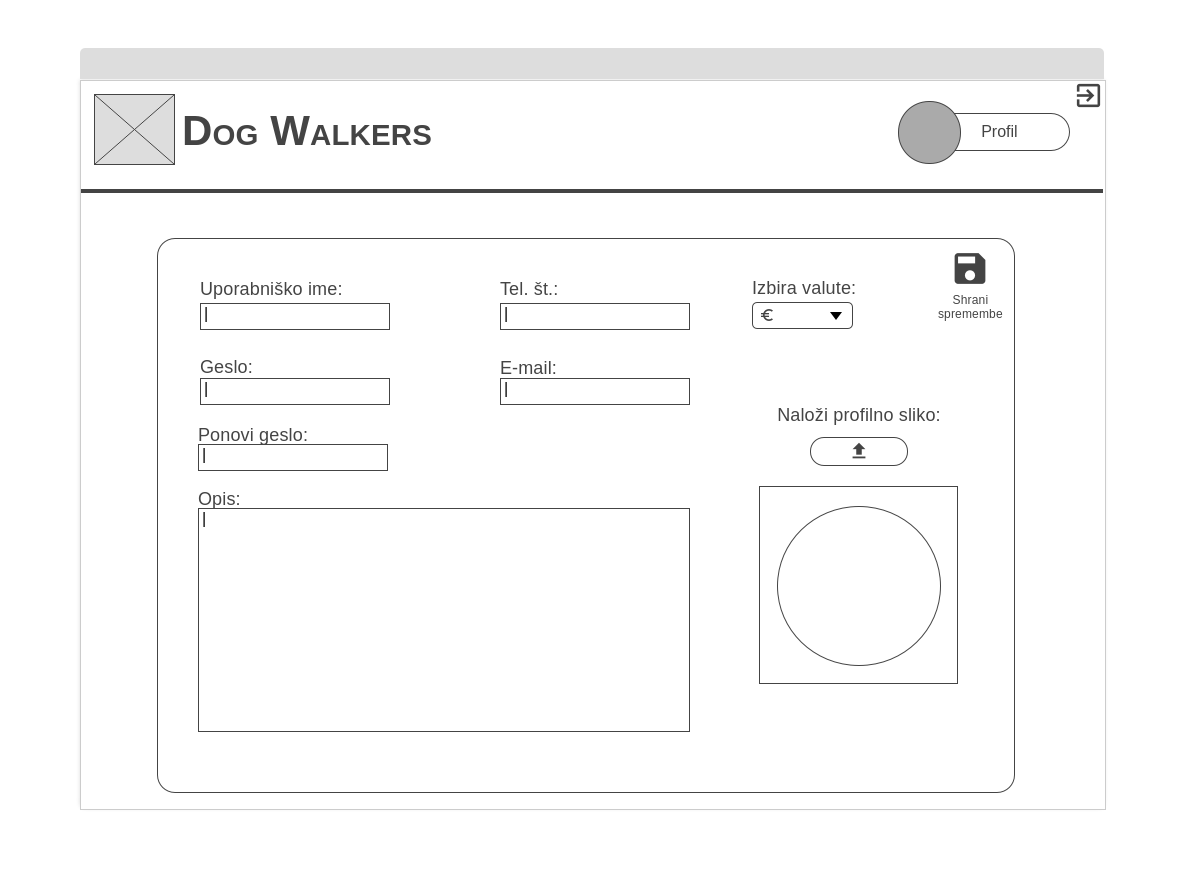 Dog Walkers
Profil
Uporabniško ime:
Tel. št.:
Izbira valute:
€
Shrani
spremembe
Geslo:
E-mail:
Ponovi geslo:
Naloži profilno sliko:
Opis: